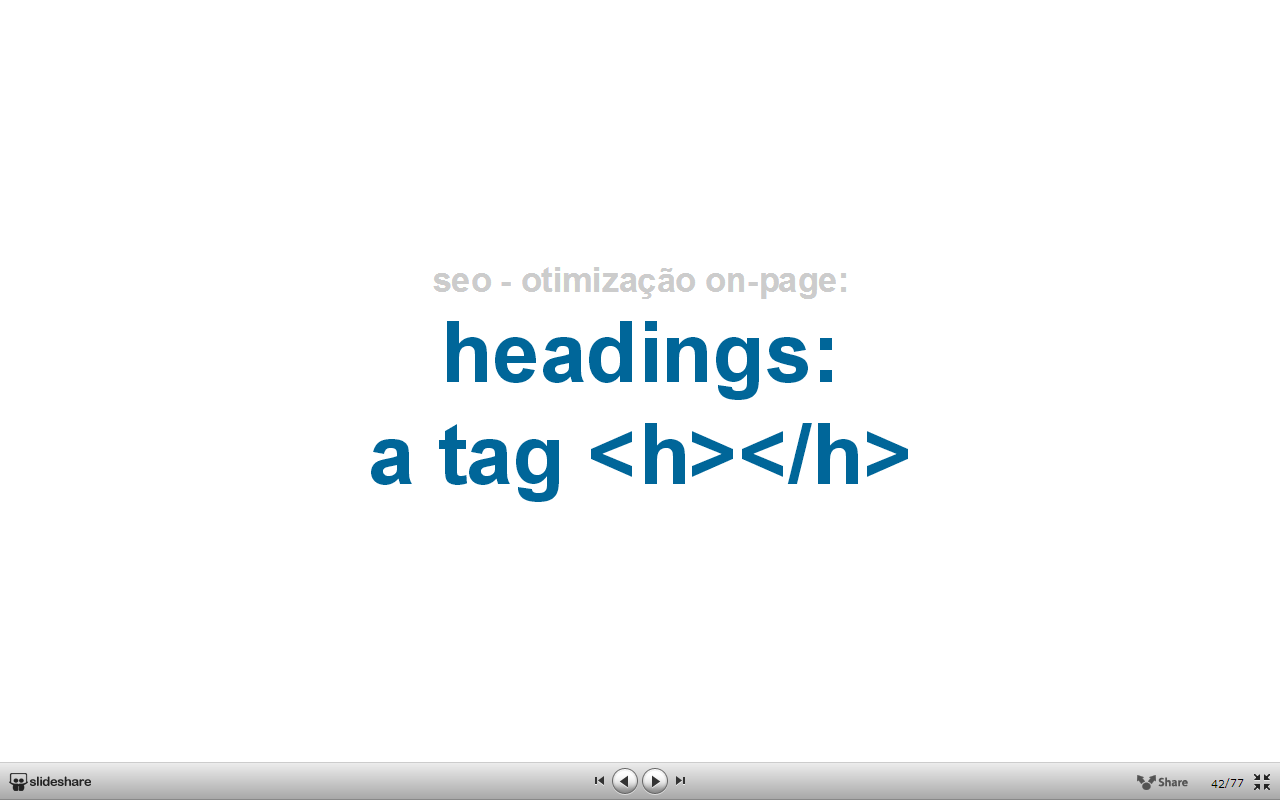 seo - otimização on-page:
headings:
a tag <h></h>
slideshare
Share
42/77